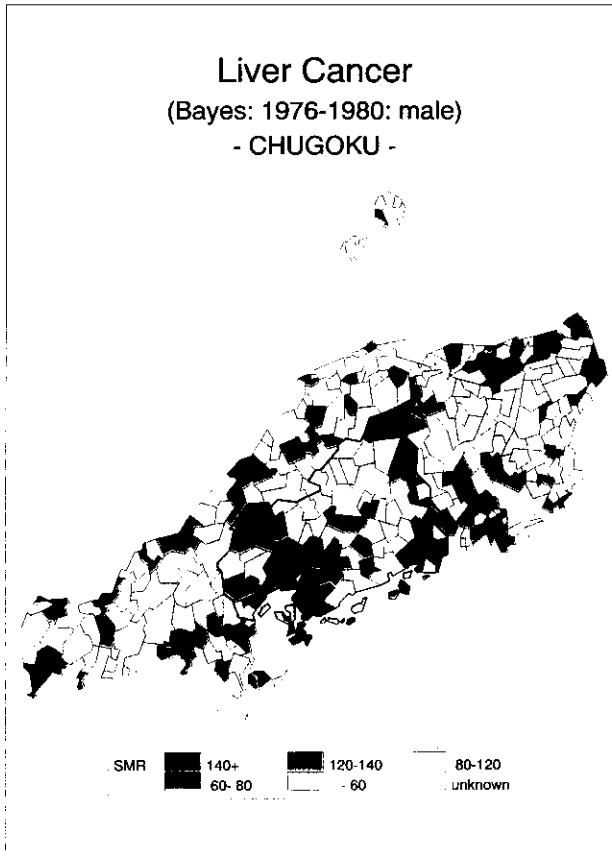 Liver Cancer
(Bayes: 1976-1980: male)
- CHUGOKU -
SMR 140+ 120-140 80-120
60- 80 - 60 unknown